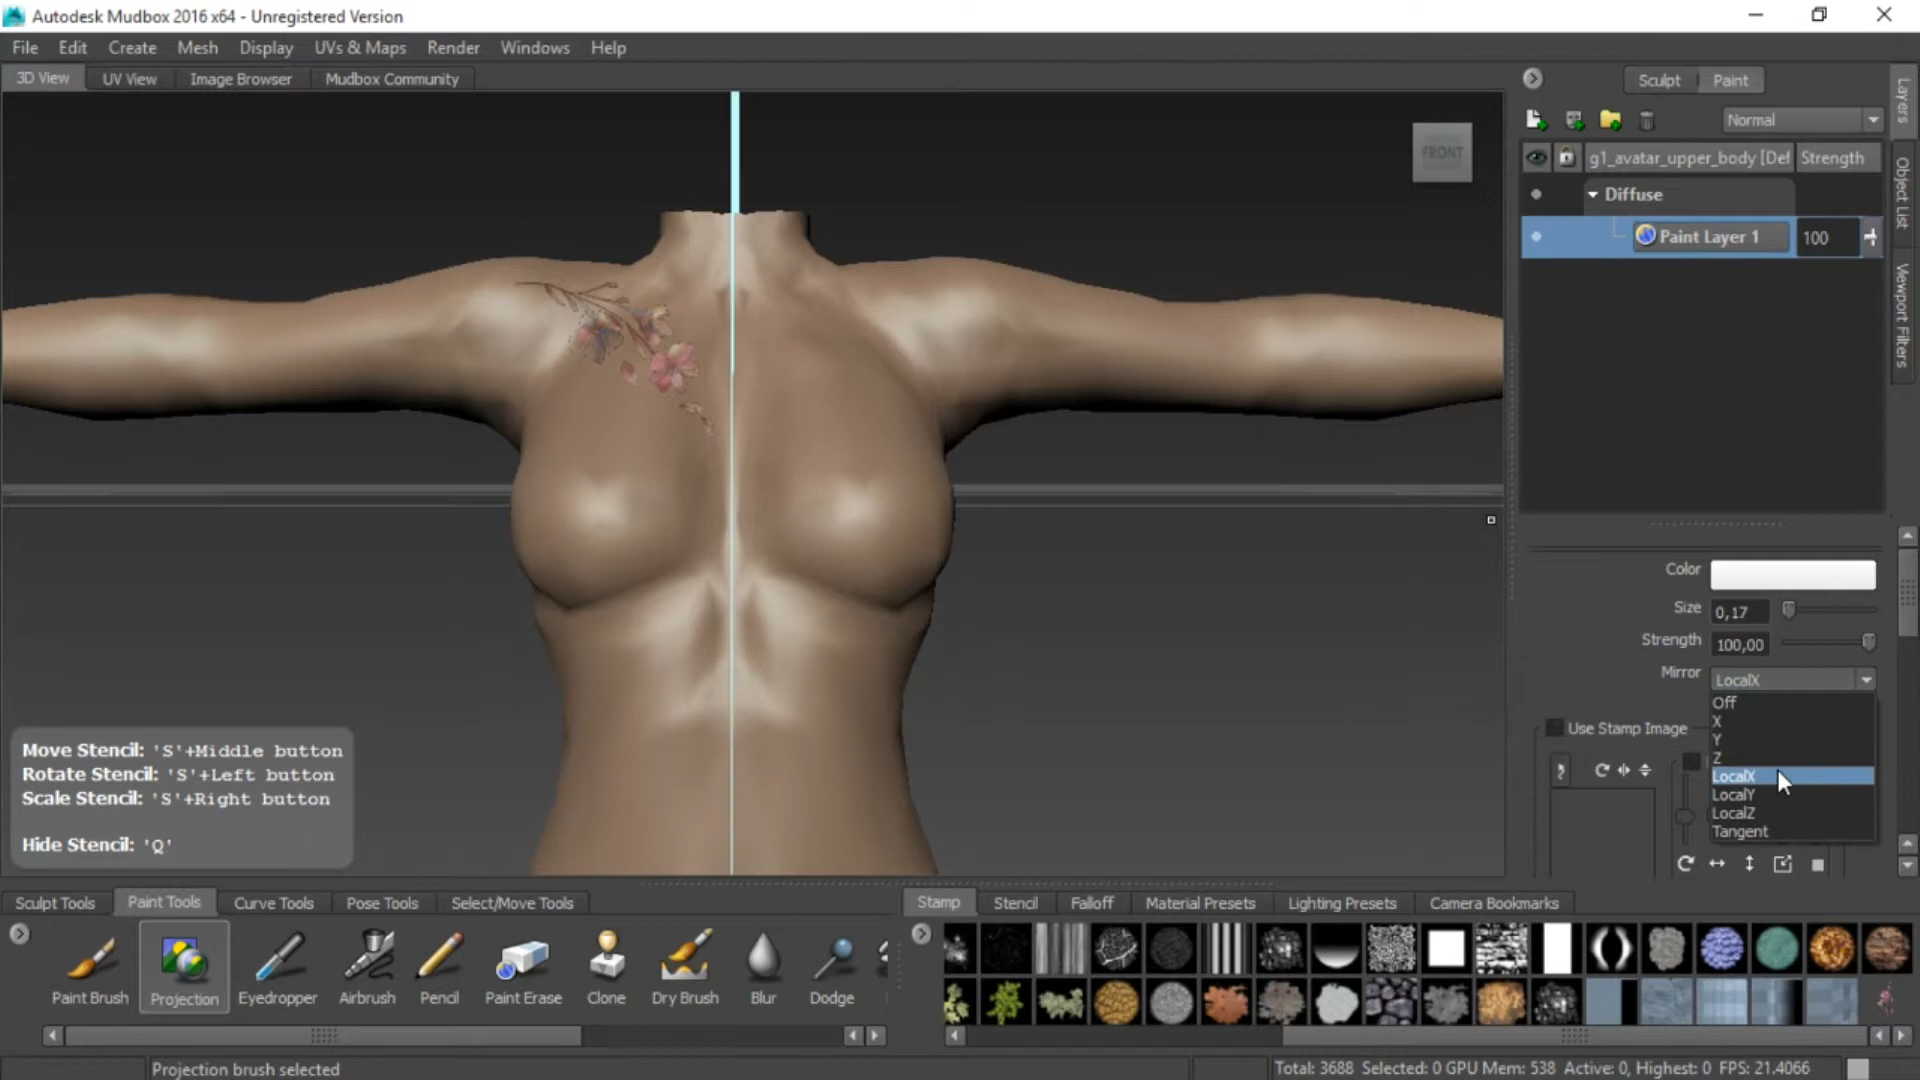 Autodesk Mudbox 2016 x64 - Unregistered Version
File Edit Create Mesh Display UVs & Maps Render Windows Help
3D View UV View Image Browser Mudbox Community
Sculpt Paint
Normal
g1_avatar_upper_body [Def Strength
Diffuse
Paint Layer 1 100
Layers
Object List
Viewport Filters
FRONT
Color
Size 0,17
Strength 100,00
Mirror LocalX
Off
X
Y
Z
LocalX
LocalY
LocalZ
Tangent
Use Stamp Image
Move Stencil: 'S'+Middle button
Rotate Stencil: 'S'+Left button
Scale Stencil: 'S'+Right button
Hide Stencil: 'Q'
Sculpt Tools Paint Tools Curve Tools Pose Tools Select/Move Tools
Paint Brush Projection Eyedropper Airbrush Pencil Paint Erase Clone Dry Brush Blur Dodge
Stamp Stencil Falloff Material Presets Lighting Presets Camera Bookmarks
Projection brush selected
Total: 3688 Selected: 0 GPU Mem: 538 Active: 0, Highest: 0 FPS: 21.4066